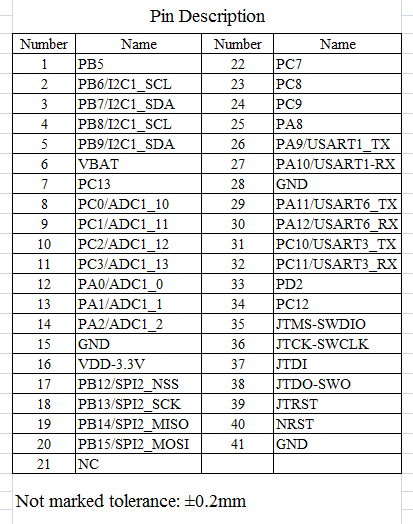 Pin Description
Number Name Number Name
1 PB5 22 PC7
2 PB6/I2C1_SCL 23 PC8
3 PB7/I2C1_SDA 24 PC9
4 PB8/I2C1_SCL 25 PA8
5 PB9/I2C1_SDA 26 PA9/USART1_TX
6 VBAT 27 PA10/USART1-RX
7 PC13 28 GND
8 PC0/ADC1_10 29 PA11/USART6_TX
9 PC1/ADC1_11 30 PA12/USART6_RX
10 PC2/ADC1_12 31 PC10/USART3_TX
11 PC3/ADC1_13 32 PC11/USART3_RX
12 PA0/ADC1_0 33 PD2
13 PA1/ADC1_1 34 PC12
14 PA2/ADC1_2 35 JTMS-SWDIO
15 GND 36 JTCK-SWCLK
16 VDD-3.3V 37 JTDI
17 PB12/SPI2_NSS 38 JTDO-SWO
18 PB13/SPI2_SCK 39 JTRST
19 PB14/SPI2_MISO 40 NRST
20 PB15/SPI2_MOSI 41 GND
21 NC
Not marked tolerance: ±0.2mm